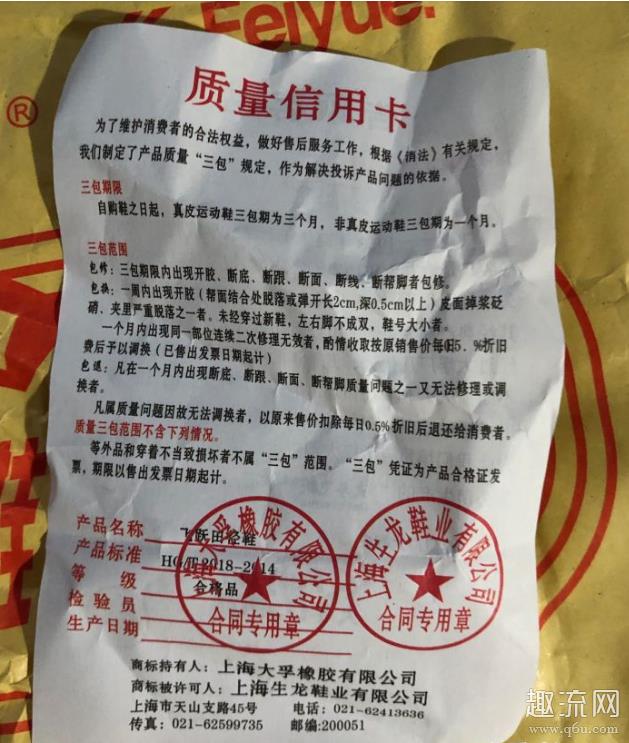 Feiyue.
®
质量信用卡
为了维护消费者的合法权益，做好售后服务工作，根据《消法》有关规定，
我们制定了产品质量“三包”规定，作为解决投诉产品问题的依据。
三包期限
自购鞋之日起，真皮运动鞋三包期为三个月，非真皮运动鞋三包期为一个月。
三包范围
包修：三包期限内出现开胶、断底、断跟、断面、断线、断帮脚者包修。
包换：一周内出现开胶（帮面结合处脱落或弹开长2cm,深0.5cm以上）皮面掉浆砭
硝、夹里严重脱落之一者。未经穿过新鞋，左右脚不成双，鞋号大小者。
一个月内出现同一部位连续二次修理无效者，酌情收取按原销售价每日5．%折旧
费后予以调换（已售出发票日期起计）
包退：凡在一个月内出现断底、断跟、断面、断帮脚质量问题之一又无法修理或调
换者。
凡属质量问题因故无法调换者，以原来售价扣除每日0.5%折旧后退还给消费者。
质量三包范围不含下列情况。
等外品和穿着不当致损坏者不属“三包”范围。“三包”凭证为产品合格证发
票，期限以售出发票日期起计。
产品名称 飞跃田径鞋
产品标准 HG/T2018-2014
等级 合格品
检验员
生产日期
上海大孚橡胶有限公司
合同专用章
上海生龙鞋业有限公司
合同专用章
商标持有人：上海大孚橡胶有限公司
商标被许可人：上海生龙鞋业有限公司
上海市天山支路45号 电话：021-62413636
传真：021-62599735 邮编:200051
趣流网
www.q6u.com